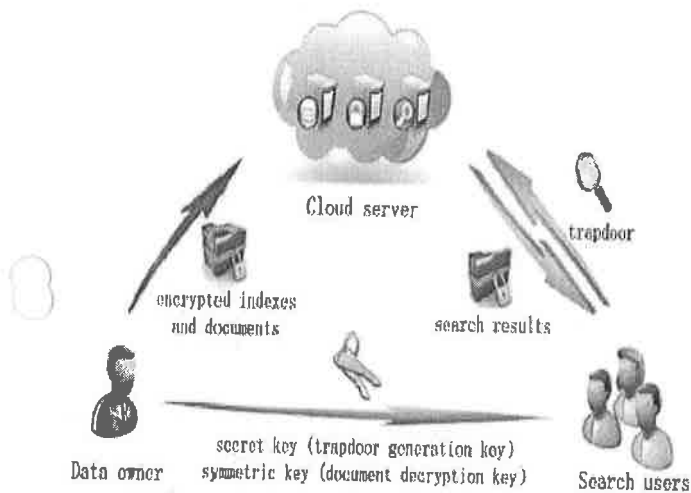 Cloud server
trapdoor
encrypted indexes
and documents
search results
secret key (trapdoor generation key)
symmetric key (document decryption key)
Data owner
Search users